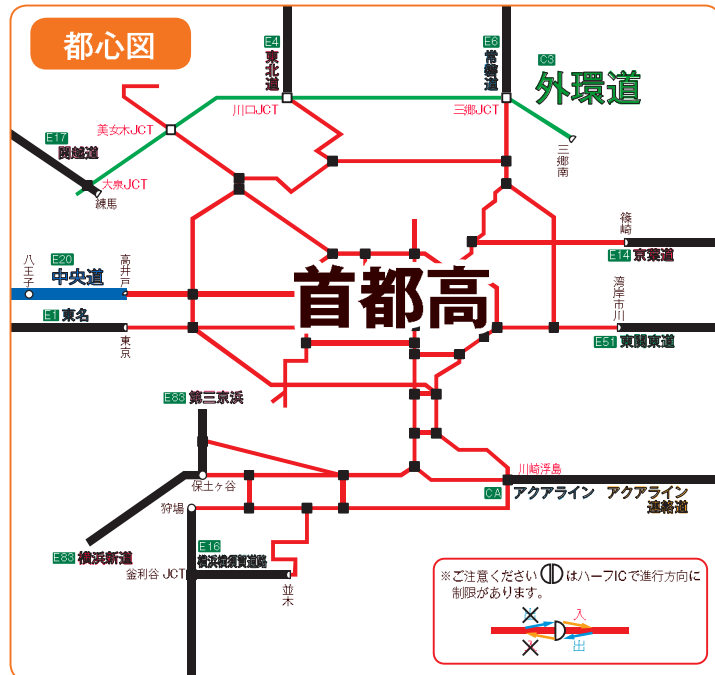 都心図
E4
東北道
E6
常磐道
C3
外環道
川口JCT
三郷JCT
美女木JCT
三郷南
E17
関越道
大泉JCT
練馬
篠崎
E14 京葉道
八王子
E20
中央道
高井戸
首都高
湾岸市川
E1 東名
東京
E51 東関東道
E83 第三京浜
保土ヶ谷
川崎浮島
CA アクアライン
アクアライン
連絡道
狩場
E16
横浜横須賀道路
E83 横浜新道
釜利谷 JCT
並木
※ご注意ください はハーフICで進行方向に
制限があります。
出 入
入 出